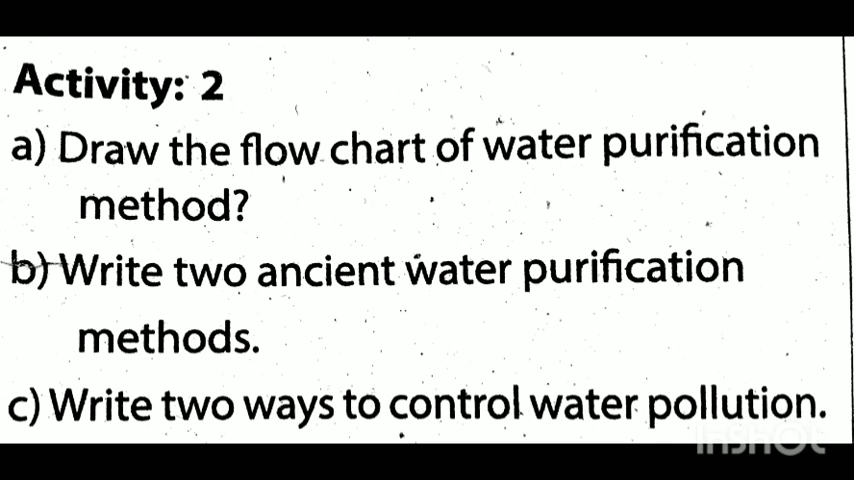 Activity: 2
a) Draw the flow chart of water purification
method?
b) Write two ancient water purification
methods.
c) Write two ways to control water pollution.
InShOt